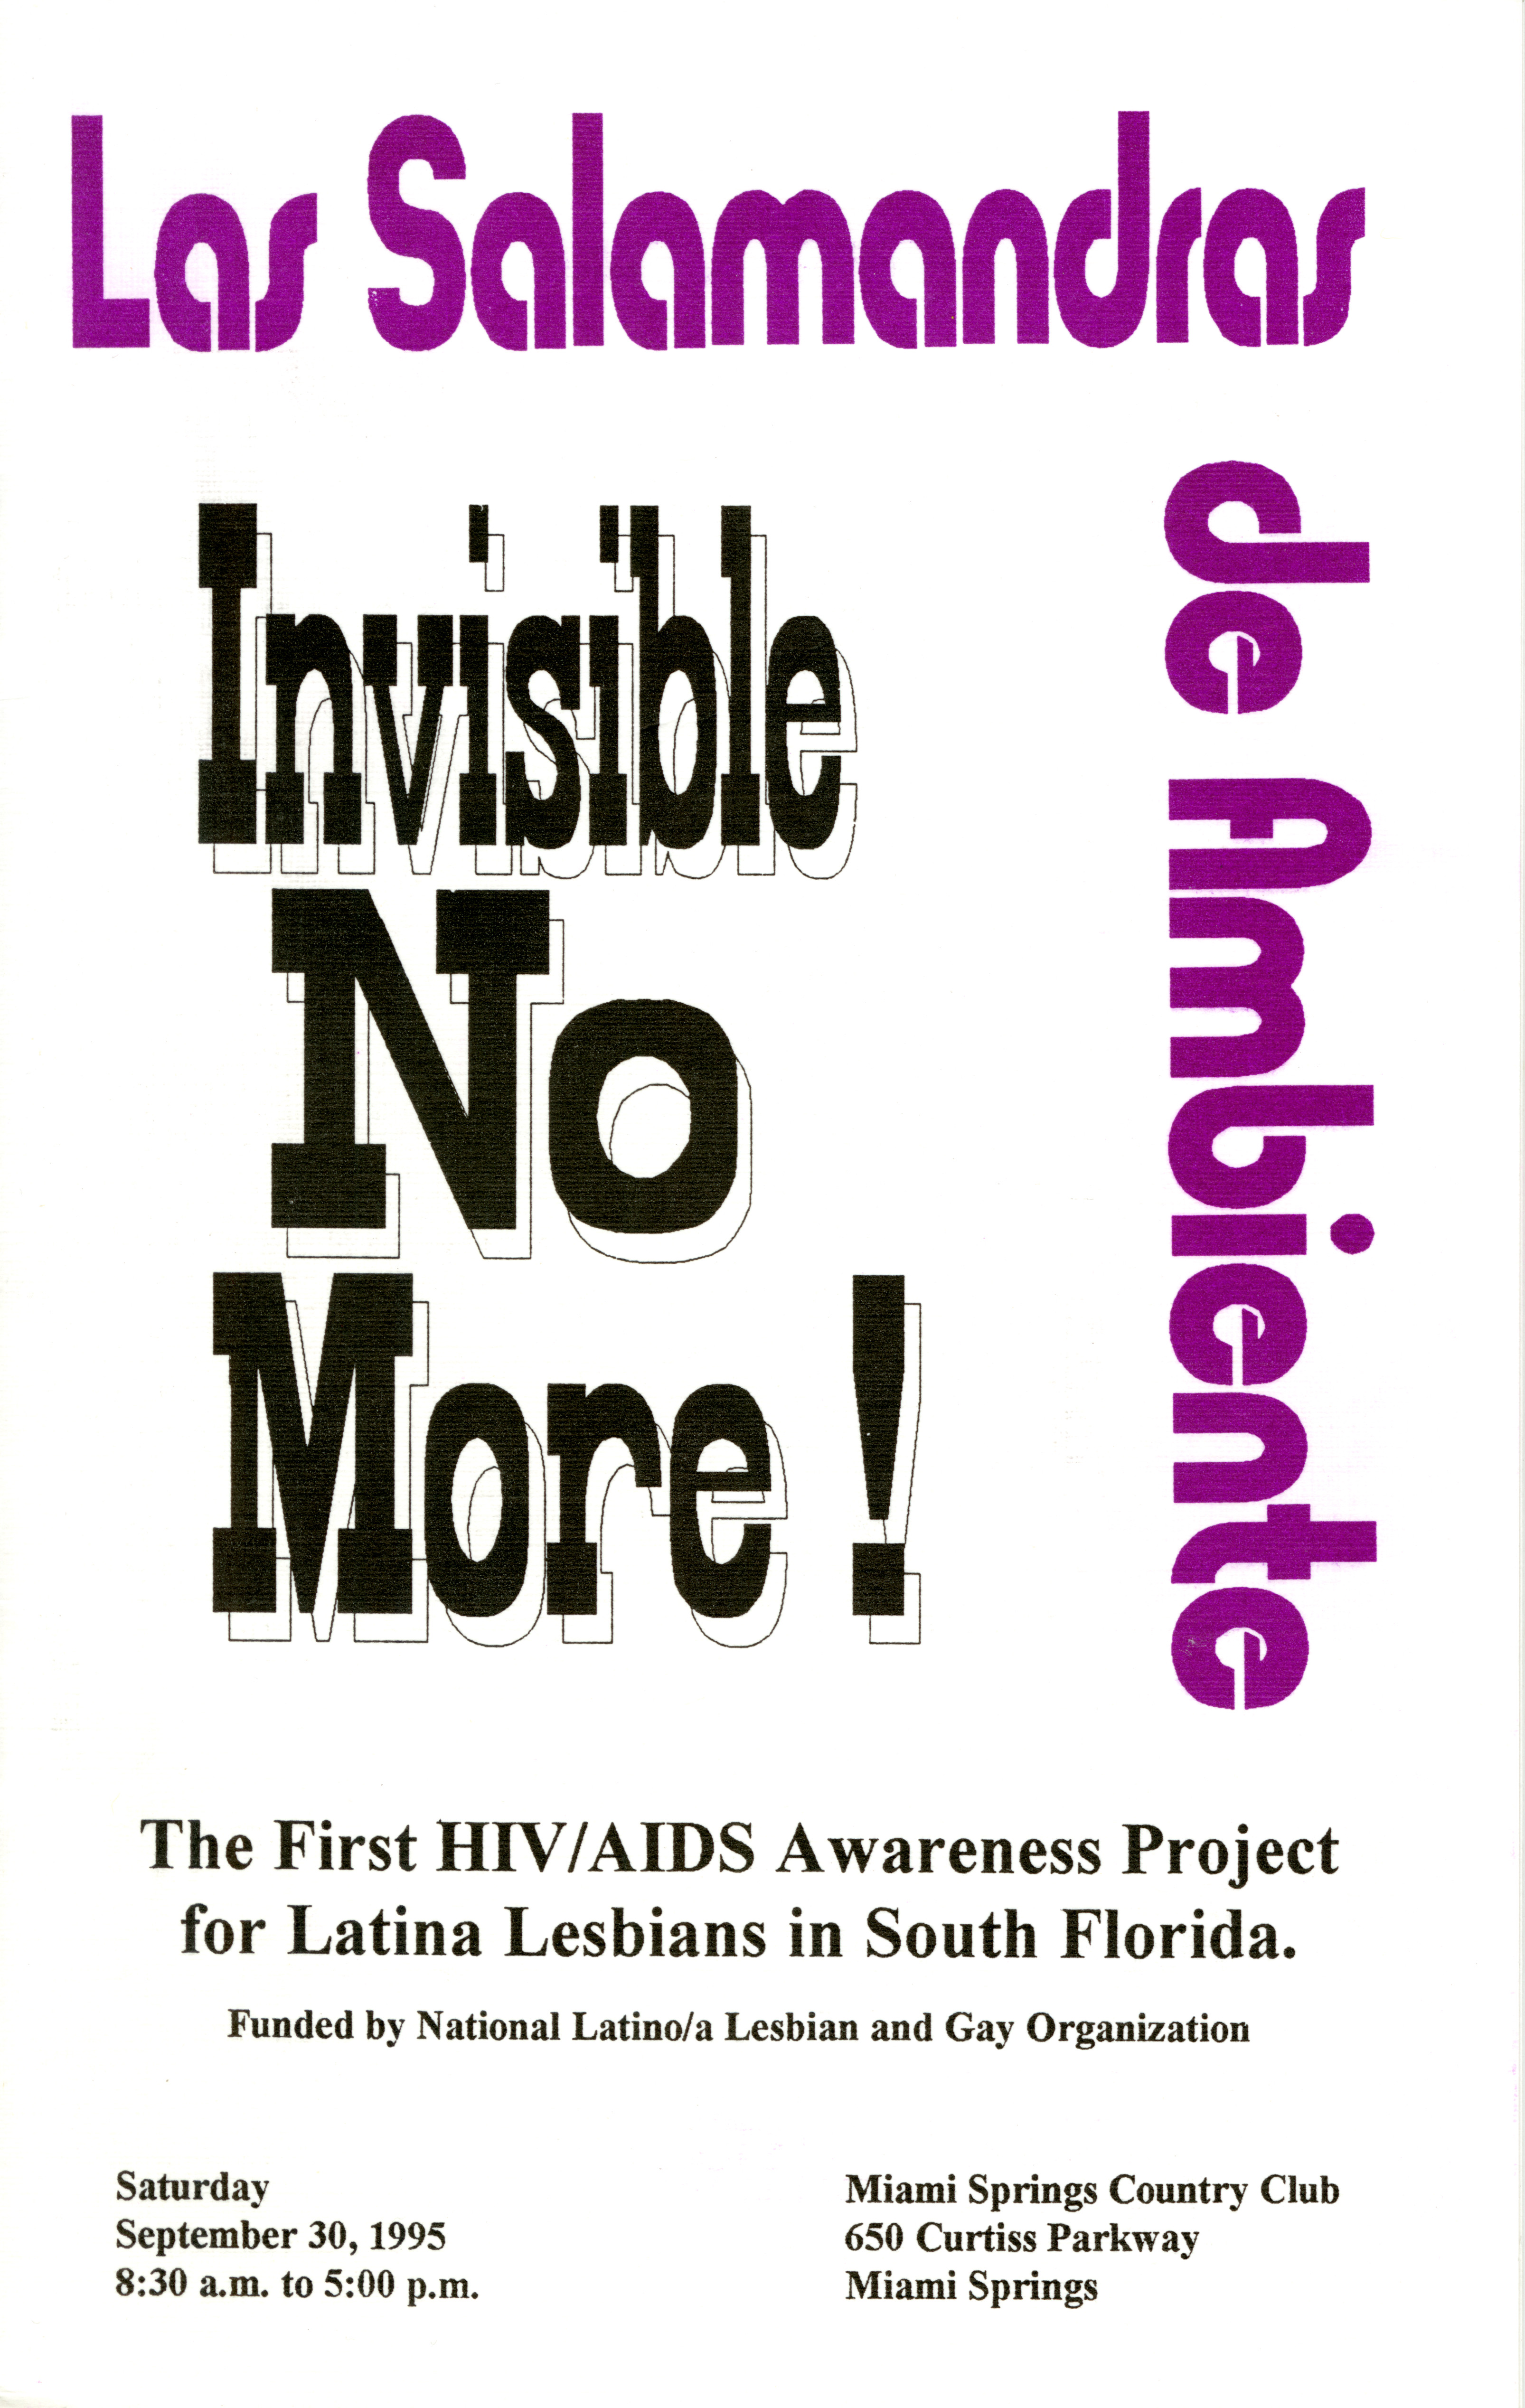 Las Salamandras
de Ambiente
Invisible
No
More !
The First HIV/AIDS Awareness Project
for Latina Lesbians in South Florida.
Funded by National Latino/a Lesbian and Gay Organization
Saturday
September 30, 1995
8:30 a.m. to 5:00 p.m.
Miami Springs Country Club
650 Curtiss Parkway
Miami Springs